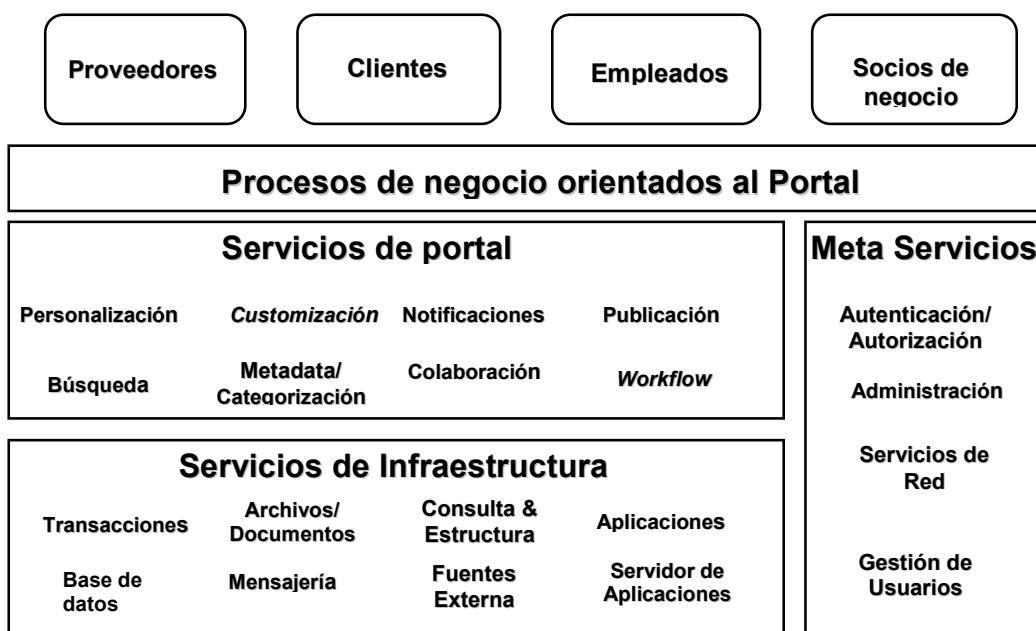 Proveedores
Clientes
Empleados
Socios de
negocio
Procesos de negocio orientados al Portal
Servicios de portal
Personalización
Customización
Notificaciones
Publicación
Búsqueda
Metadata/
Categorización
Colaboración
Workflow
Meta Servicios
Autenticación/
Autorización
Administración
Servicios de
Red
Gestión de
Usuarios
Servicios de Infraestructura
Transacciones
Archivos/
Documentos
Consulta &
Estructura
Aplicaciones
Base de
datos
Mensajería
Fuentes
Externa
Servidor de
Aplicaciones